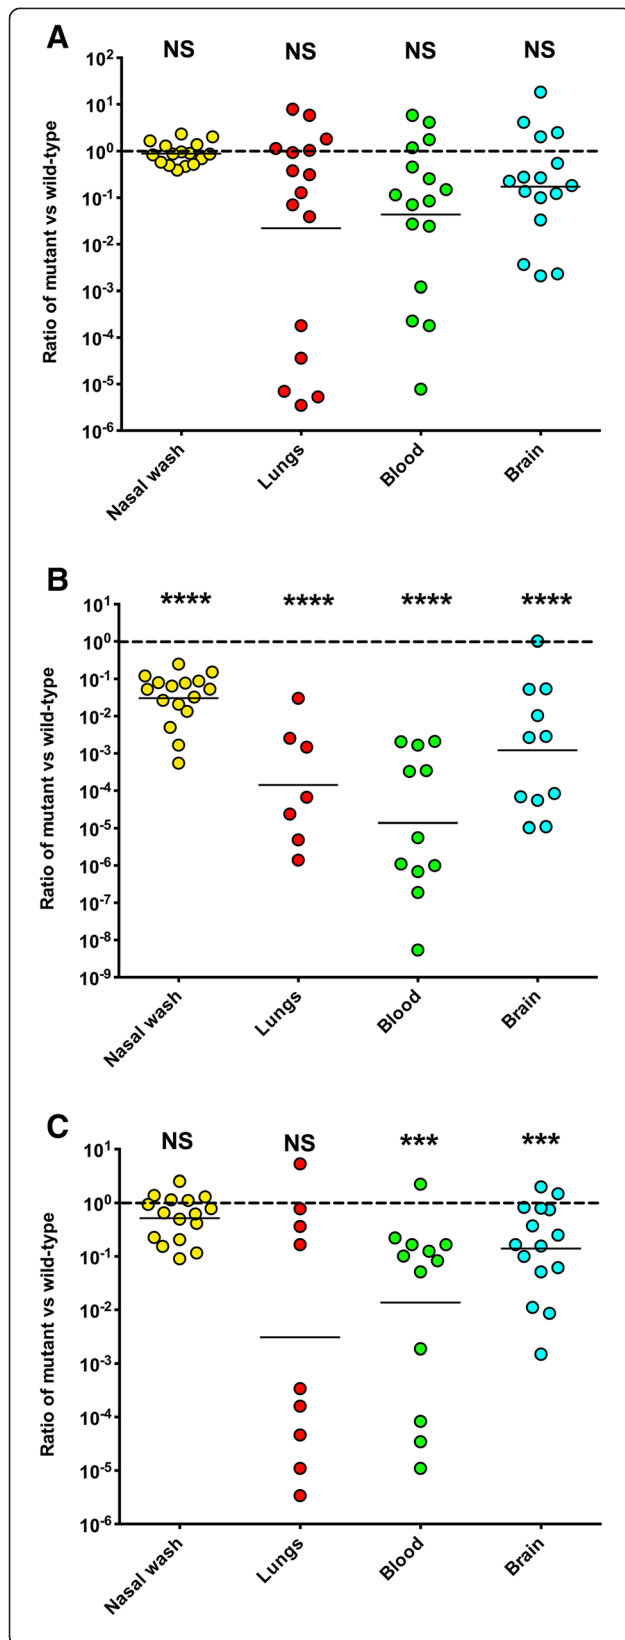 A
NS NS NS NS
10²
10¹
10⁰
10⁻¹
10⁻²
10⁻³
10⁻⁴
10⁻⁵
10⁻⁶
Ratio of mutant vs wild-type
Nasal wash Lungs Blood Brain
B
**** **** **** ****
10¹
10⁰
10⁻¹
10⁻²
10⁻³
10⁻⁴
10⁻⁵
10⁻⁶
10⁻⁷
10⁻⁸
10⁻⁹
Ratio of mutant vs wild-type
Nasal wash Lungs Blood Brain
C
NS NS *** ***
10¹
10⁰
10⁻¹
10⁻²
10⁻³
10⁻⁴
10⁻⁵
10⁻⁶
Ratio of mutant vs wild-type
Nasal wash Lungs Blood Brain